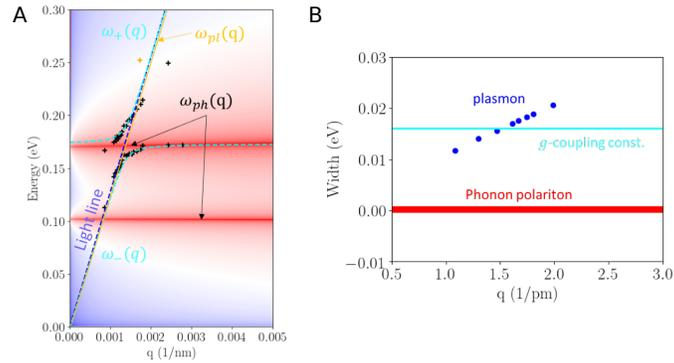 A
0.30
0.25
0.20
0.15
0.10
0.05
0.00
Energy (eV)
ω₊(q)
ωₚₗ(q)
ωₚₕ(q)
Light line
ω₋(q)
0.000
0.001
0.002
0.003
0.004
0.005
q (1/nm)
B
0.03
0.02
0.01
0.00
−0.01
Width (eV)
plasmon
g-coupling const.
Phonon polariton
0.5
1.0
1.5
2.0
2.5
3.0
q (1/pm)